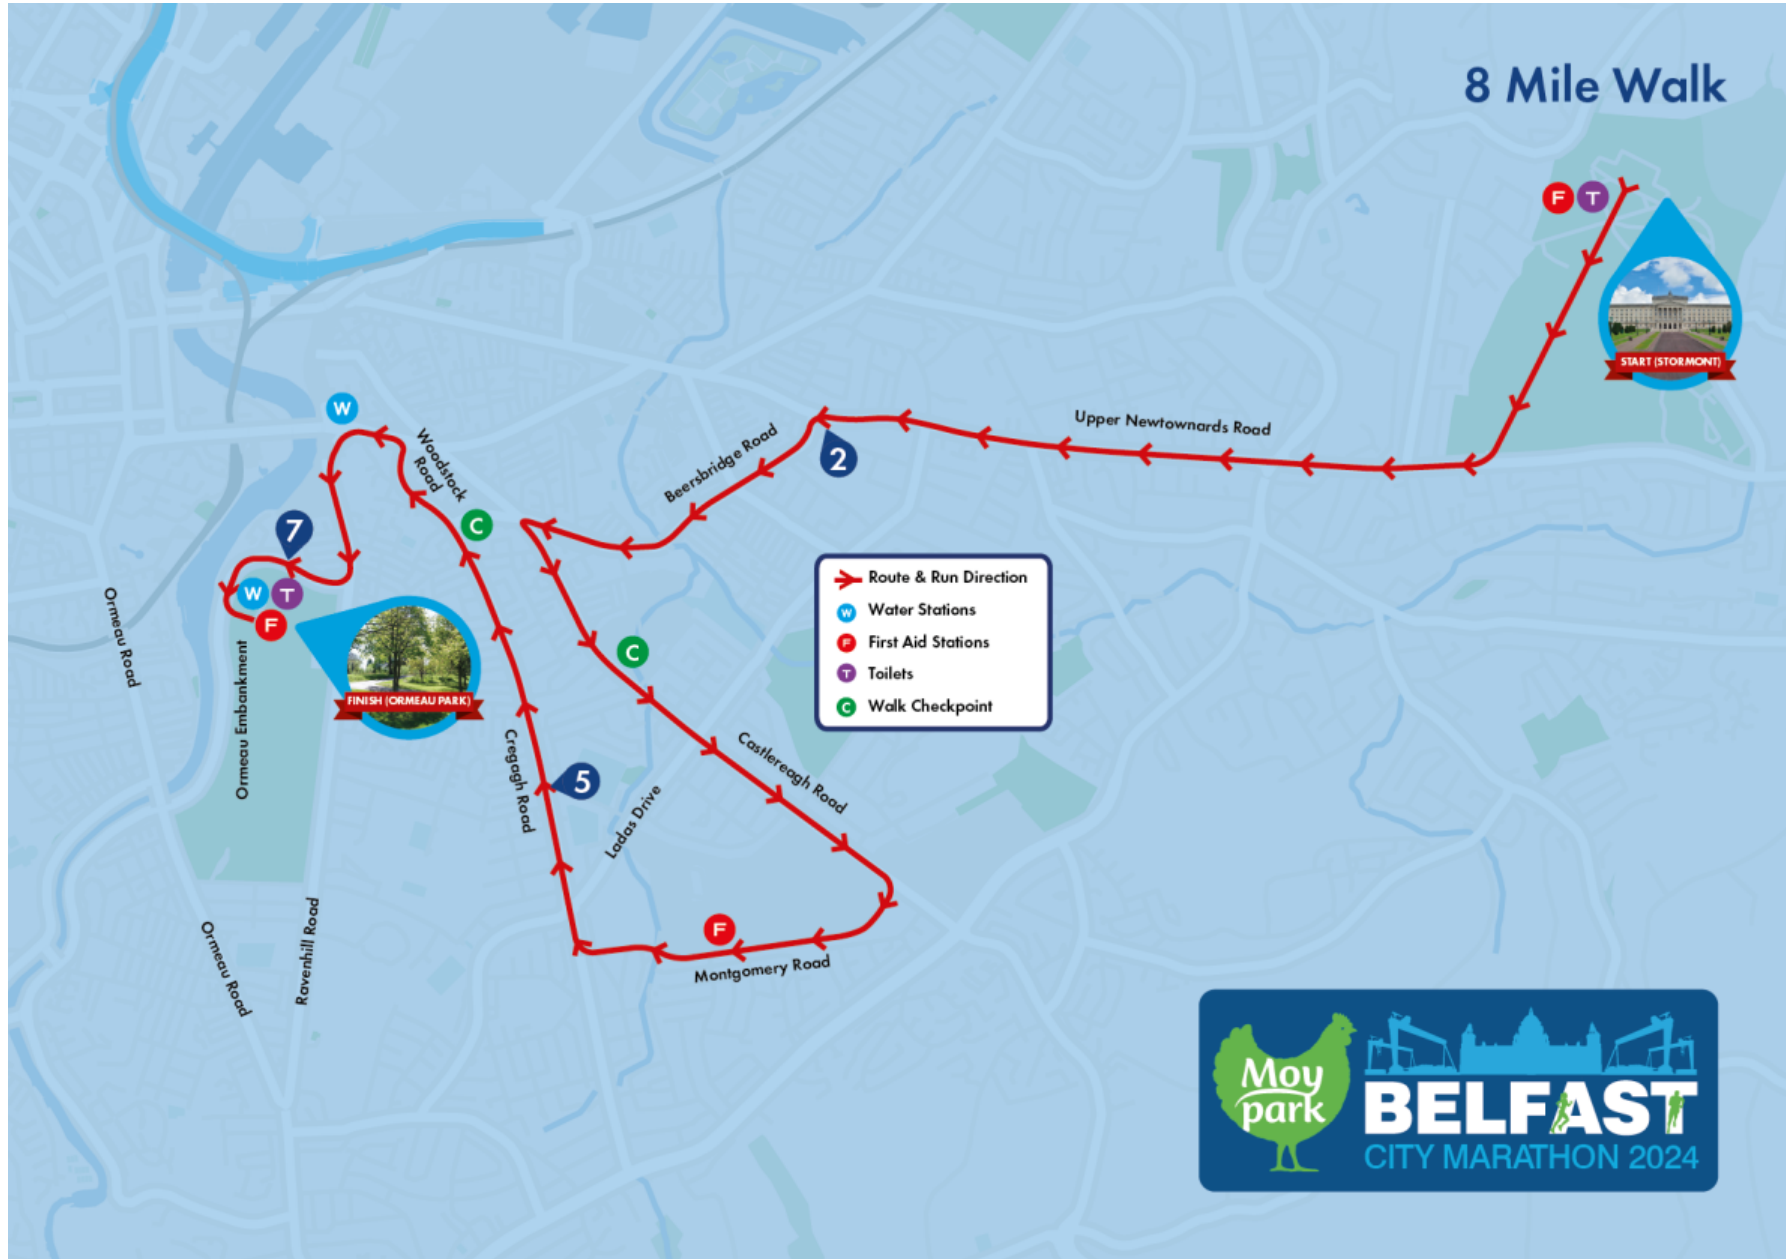 8 Mile Walk
F
T
START (STORMONT)
Upper Newtownards Road
Beersbridge Road
2
W
Woodstock
Road
C
7
W
T
F
FINISH (ORMEAU PARK)
Ormeau Road
Ormeau Embankment
C
Route & Run Direction
W Water Stations
F First Aid Stations
T Toilets
C Walk Checkpoint
Castlereagh Road
Cregagh Road
5
Ladas Drive
F
Montgomery Road
Ormeau Road
Ravenhill Road
Moy
park
BELFAST
CITY MARATHON 2024